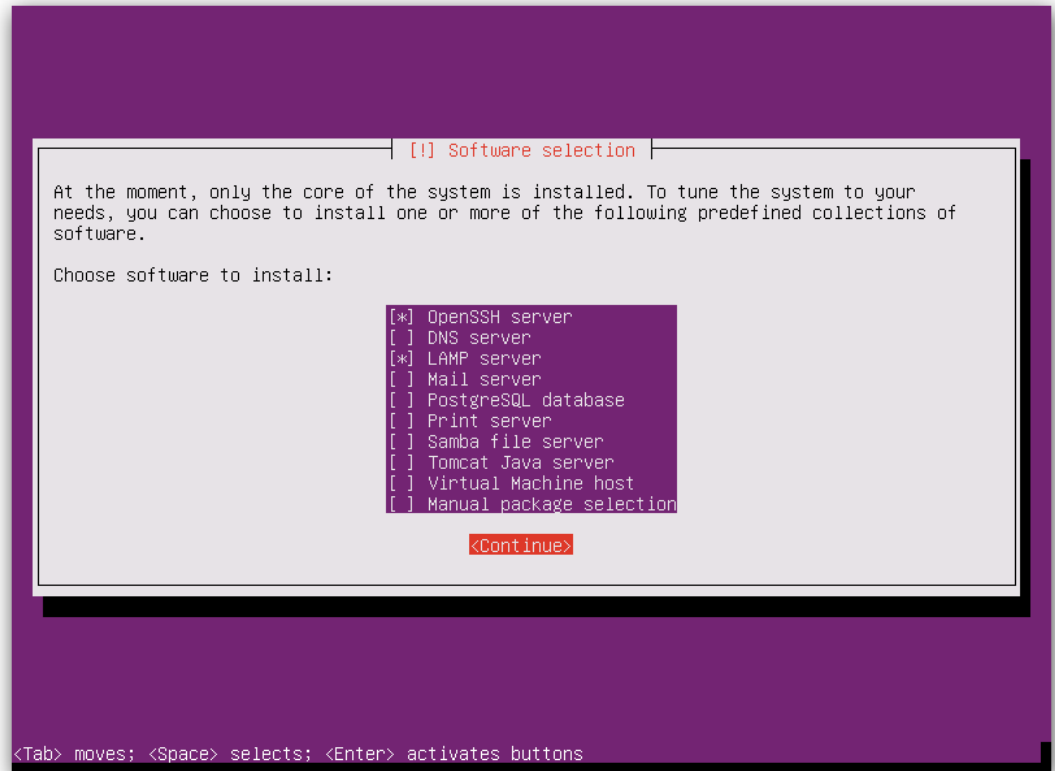 [!] Software selection
At the moment, only the core of the system is installed. To tune the system to your
needs, you can choose to install one or more of the following predefined collections of
software.
Choose software to install:
[*] OpenSSH server
[ ] DNS server
[*] LAMP server
[ ] Mail server
[ ] PostgreSQL database
[ ] Print server
[ ] Samba file server
[ ] Tomcat Java server
[ ] Virtual Machine host
[ ] Manual package selection
<Continue>
<Tab> moves; <Space> selects; <Enter> activates buttons